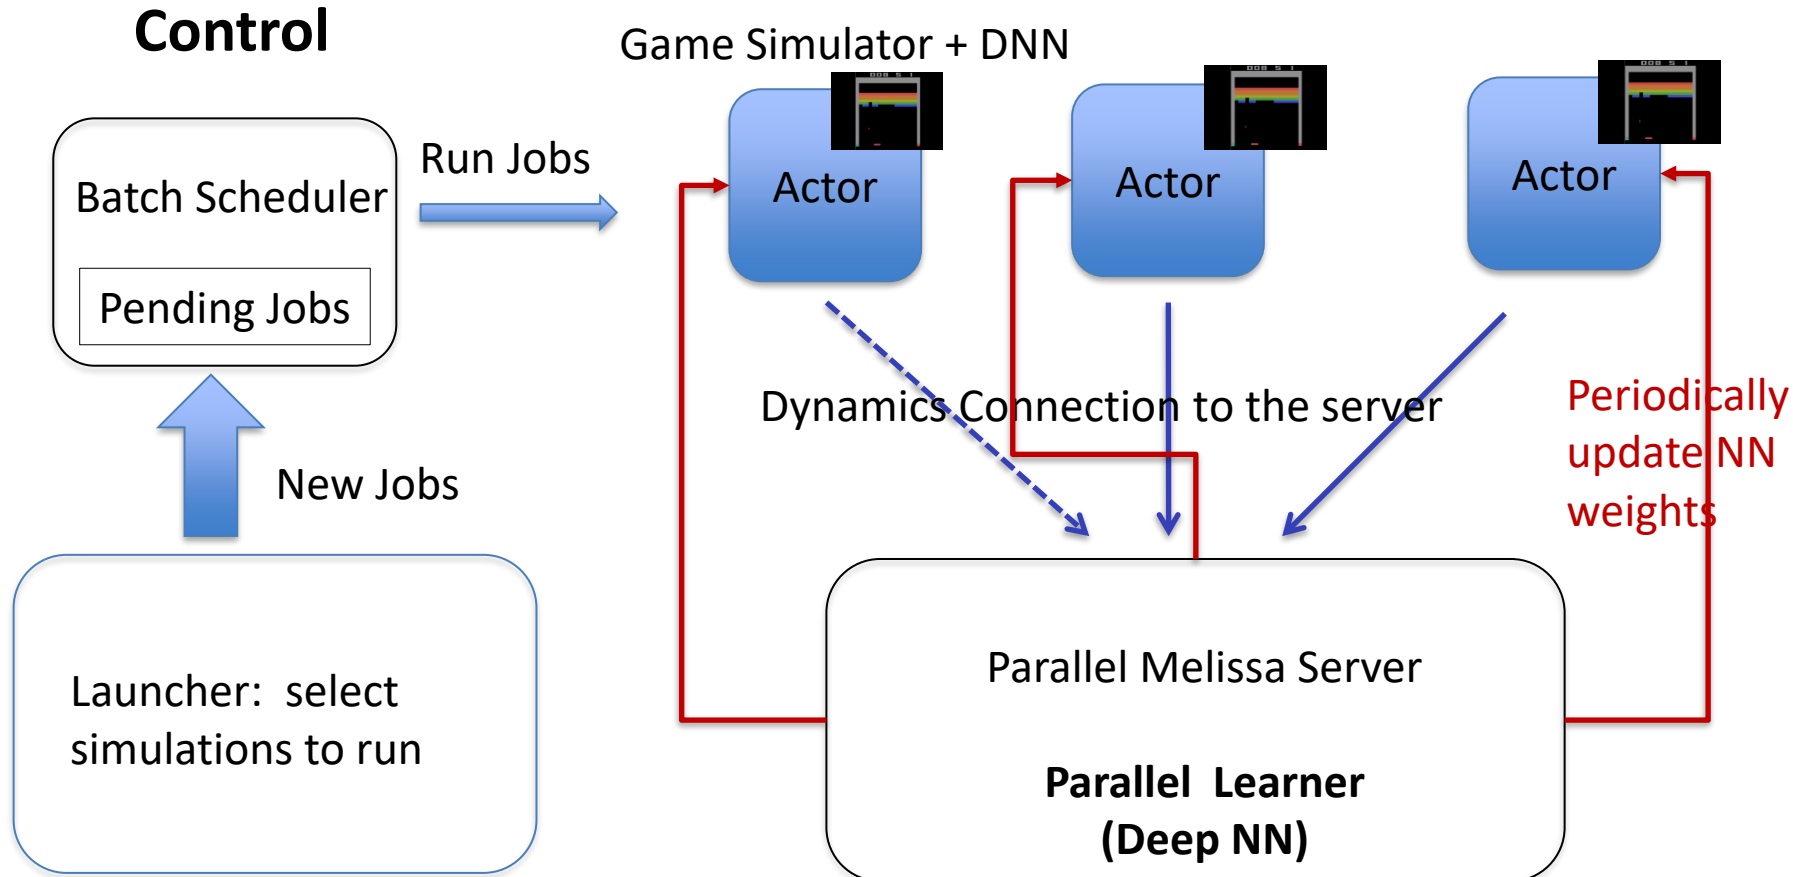 Control
Game Simulator + DNN
Batch Scheduler
Pending Jobs
Run Jobs
Actor
Actor
Actor
New Jobs
Dynamics Connection to the server
Periodically
update NN
weights
Launcher: select
simulations to run
Parallel Melissa Server
Parallel Learner
(Deep NN)